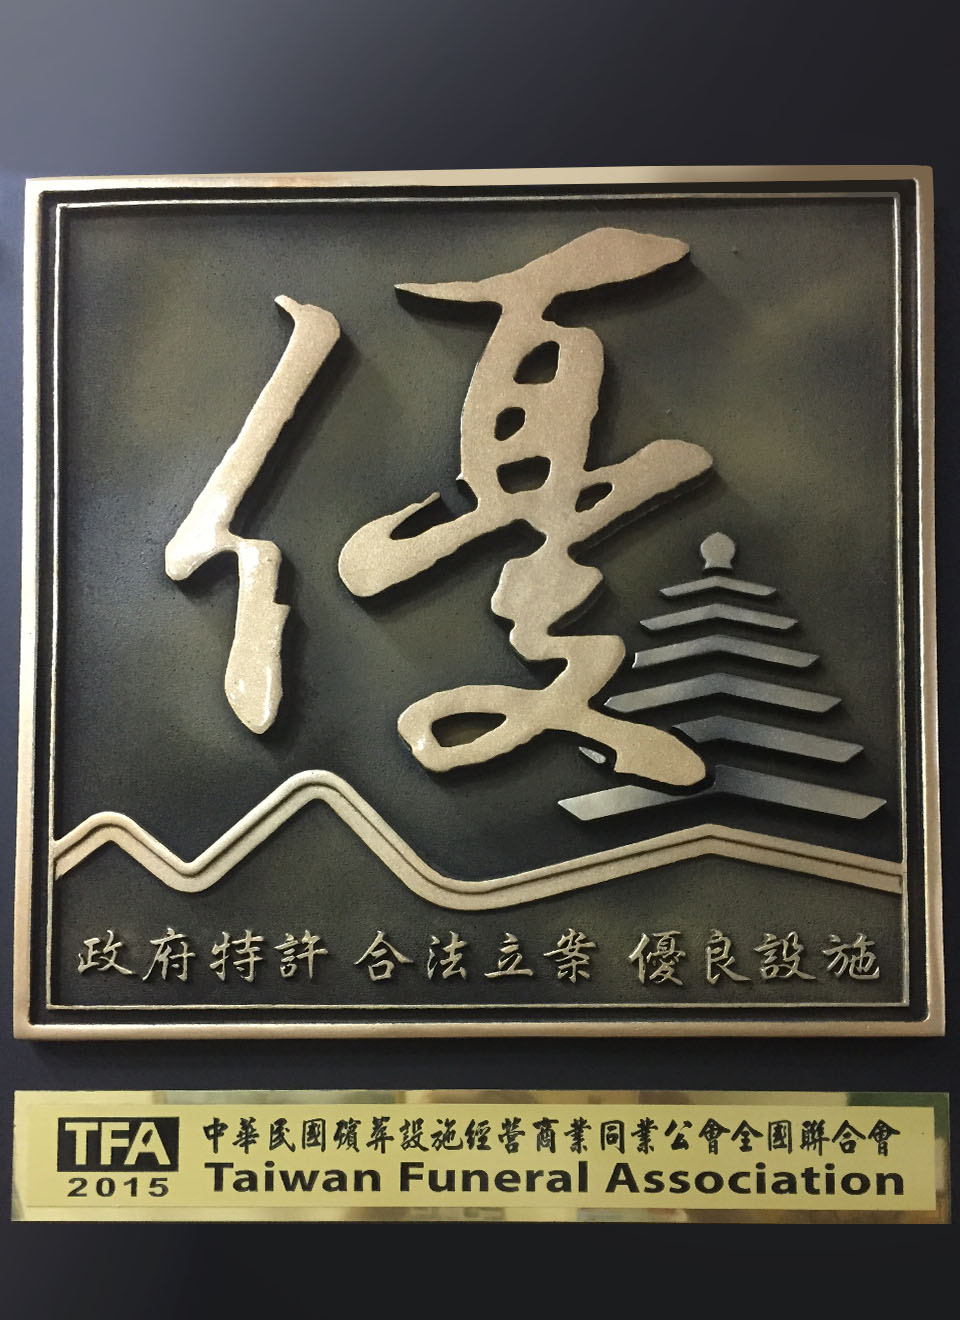 優
政府特許 合法立案 優良設施
TFA
2015
中華民國殯葬設施經營商業同業公會全國聯合會
Taiwan Funeral Association